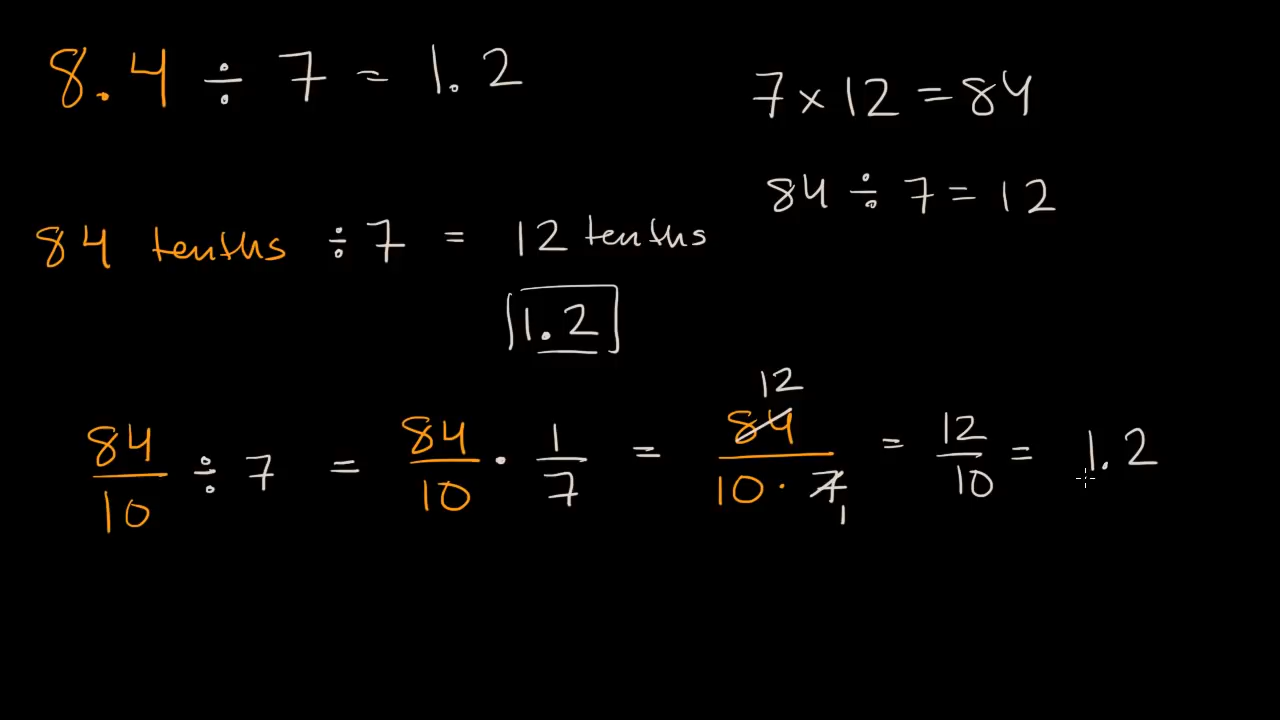 8.4 ÷ 7 = 1.2
7 × 12 = 84
84 ÷ 7 = 12
84 tenths ÷ 7 = 12 tenths
1.2
84/10 ÷ 7 = 84/10 · 1/7 = 12 84/10 · 7 1 = 12/10 = 1.2